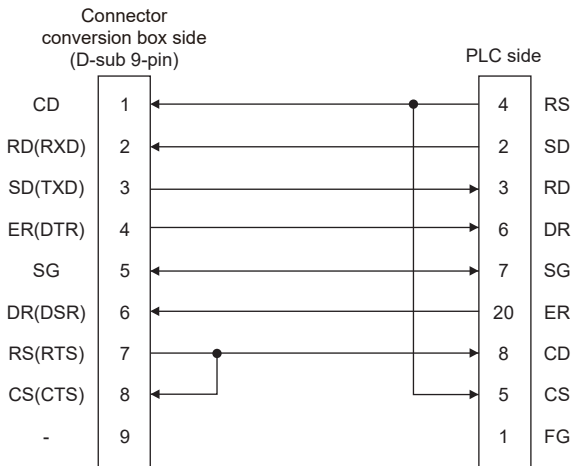 Connector
conversion box side
(D-sub 9-pin)
PLC side
CD 1 4 RS
RD(RXD) 2 2 SD
SD(TXD) 3 3 RD
ER(DTR) 4 6 DR
SG 5 7 SG
DR(DSR) 6 20 ER
RS(RTS) 7 8 CD
CS(CTS) 8 5 CS
- 9 1 FG